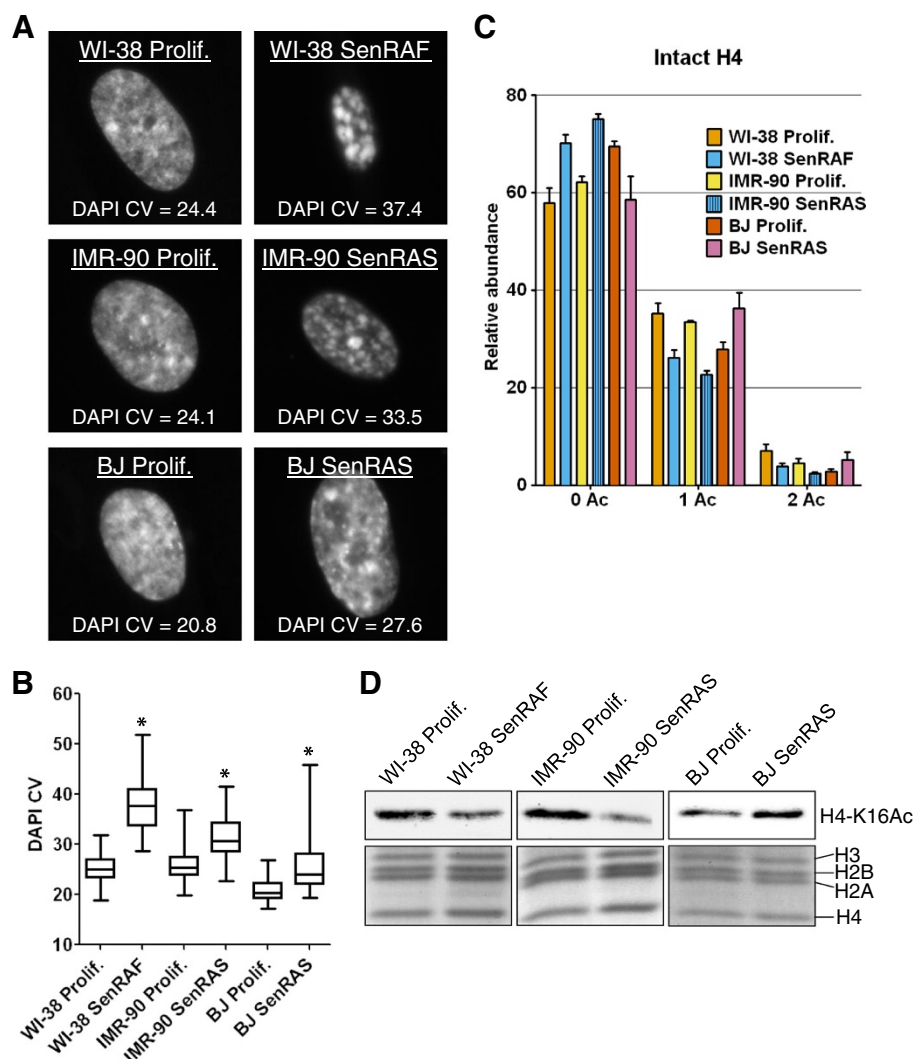 A
WI-38 Prolif.
DAPI CV = 24.4
WI-38 SenRAF
DAPI CV = 37.4
IMR-90 Prolif.
DAPI CV = 24.1
IMR-90 SenRAS
DAPI CV = 33.5
BJ Prolif.
DAPI CV = 20.8
BJ SenRAS
DAPI CV = 27.6
B
DAPI CV
60
50
40
30
20
10
*
*
*
WI-38 Prolif.
WI-38 SenRAF
IMR-90 Prolif.
IMR-90 SenRAS
BJ Prolif.
BJ SenRAS
C
Intact H4
Relative abundance
80
60
40
20
0
WI-38 Prolif.
WI-38 SenRAF
IMR-90 Prolif.
IMR-90 SenRAS
BJ Prolif.
BJ SenRAS
0 Ac
1 Ac
2 Ac
D
WI-38 Prolif.
WI-38 SenRAF
IMR-90 Prolif.
IMR-90 SenRAS
BJ Prolif.
BJ SenRAS
H4-K16Ac
H3
H2B
H2A
H4